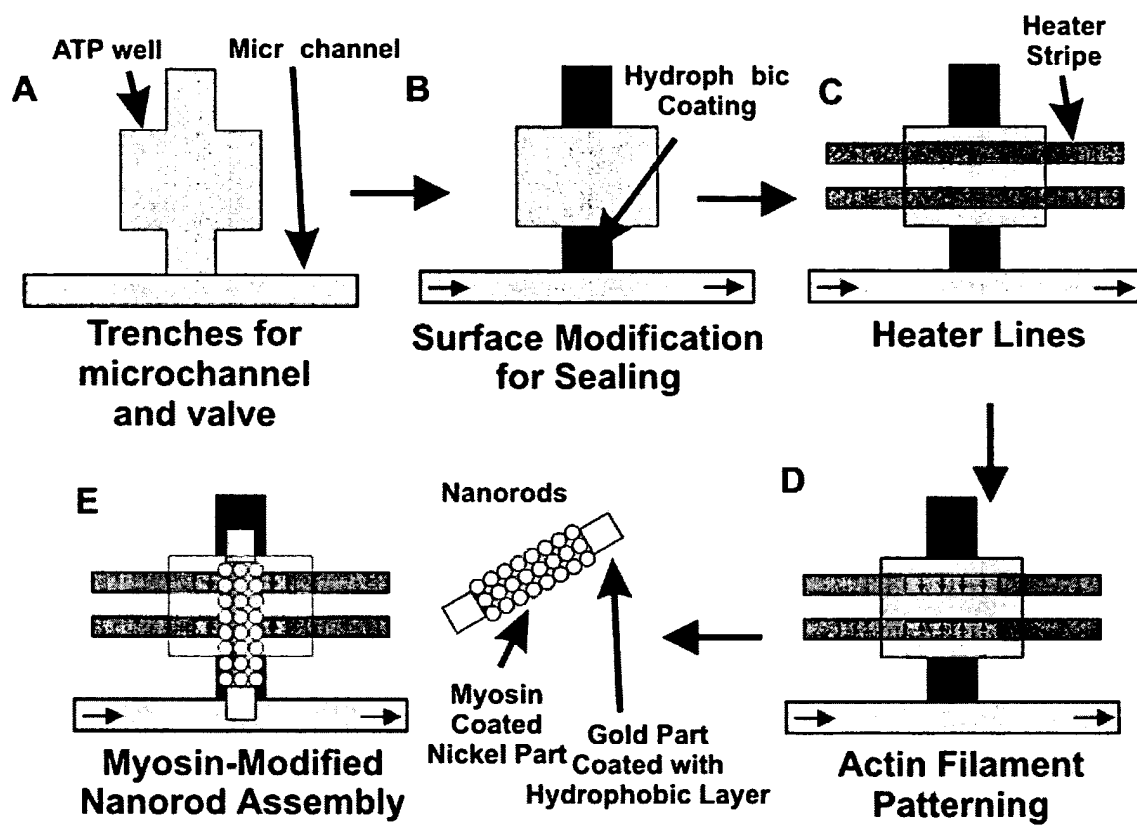 A
ATP well
Micr channel
Trenches for
microchannel
and valve
B
Hydroph bic
Coating
Surface Modification
for Sealing
C
Heater
Stripe
Heater Lines
D
Actin Filament
Patterning
Nanorods
Myosin
Coated
Nickel Part
Gold Part
Coated with
Hydrophobic Layer
E
Myosin-Modified
Nanorod Assembly